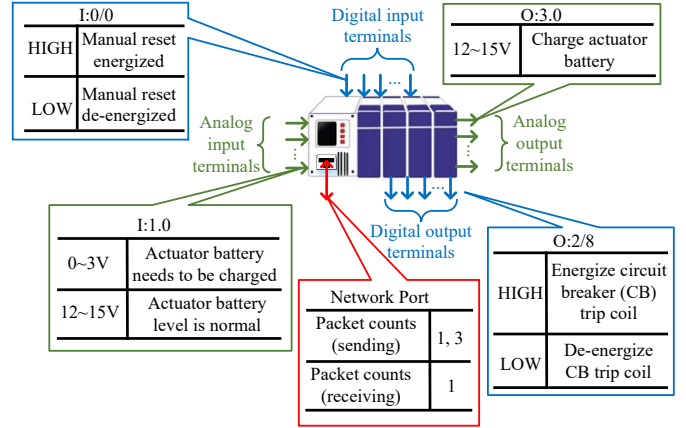 I:0/0
HIGH
Manual reset
energized
LOW
Manual reset
de-energized
Digital input
terminals
...
O:3.0
12~15V
Charge actuator
battery
Analog
input
terminals
Analog
output
terminals
Digital output
terminals
...
I:1.0
0~3V
Actuator battery
needs to be charged
12~15V
Actuator battery
level is normal
Network Port
Packet counts
(sending)
1, 3
Packet counts
(receiving)
1
O:2/8
HIGH
Energize circuit
breaker (CB)
trip coil
LOW
De-energize
CB trip coil